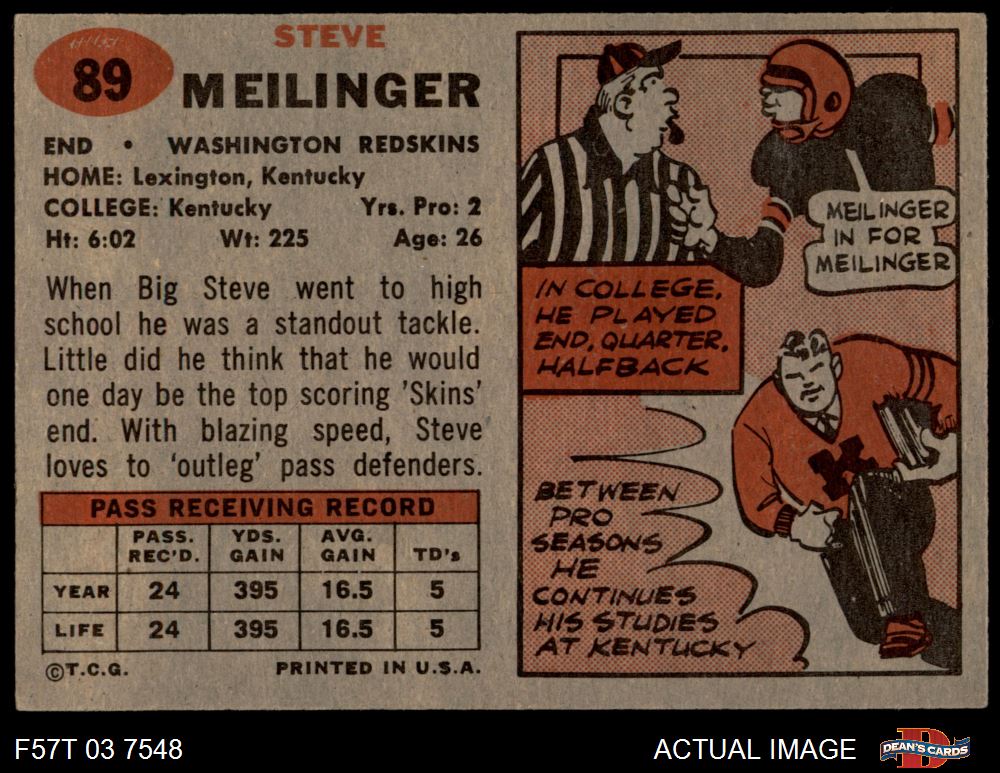 89
STEVE
MEILINGER
END • WASHINGTON REDSKINS
HOME: Lexington, Kentucky
COLLEGE: Kentucky Yrs. Pro: 2
Ht: 6:02 Wt: 225 Age: 26
When Big Steve went to high
school he was a standout tackle.
Little did he think that he would
one day be the top scoring 'Skins'
end. With blazing speed, Steve
loves to 'outleg' pass defenders.
PASS RECEIVING RECORD
PASS. REC'D. YDS. GAIN AVG. GAIN TD's
YEAR 24 395 16.5 5
LIFE 24 395 16.5 5
©T.C.G. PRINTED IN U.S.A.
MEILINGER
IN FOR
MEILINGER
IN COLLEGE,
HE PLAYED
END, QUARTER,
HALFBACK
BETWEEN
PRO
SEASONS
HE
CONTINUES
HIS STUDIES
AT KENTUCKY
K
F57T 03 7548
ACTUAL IMAGE
DEAN'S CARDS